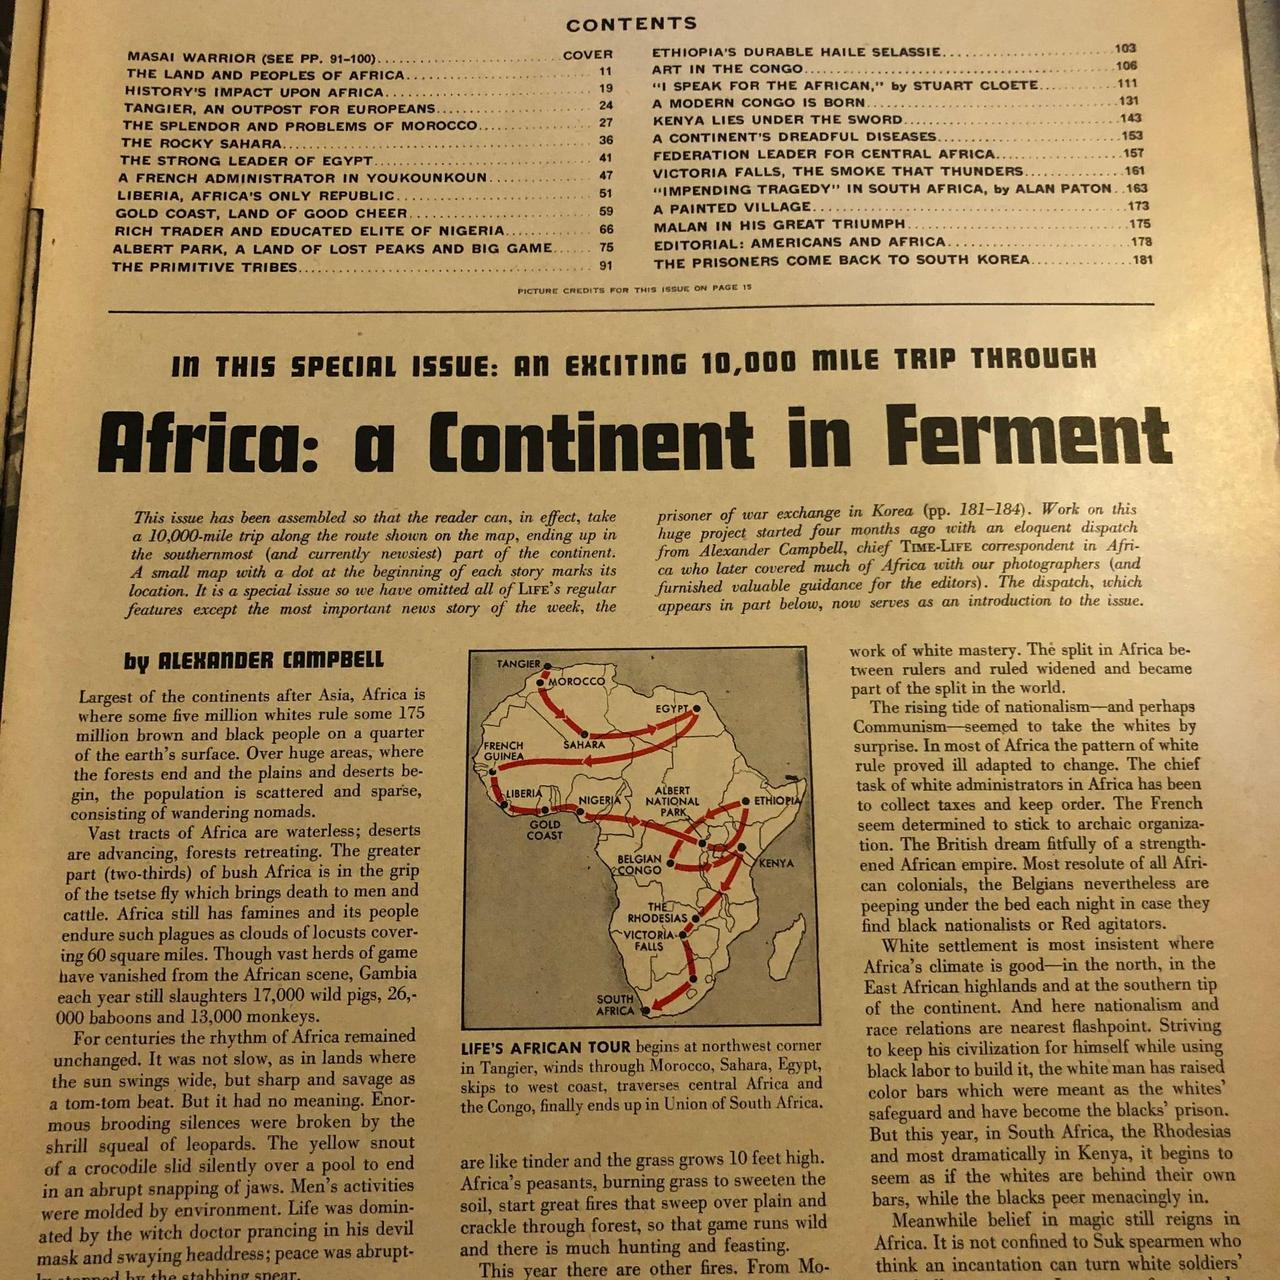 CONTENTS
MASAI WARRIOR (SEE PP. 91–100)....................COVER
THE LAND AND PEOPLES OF AFRICA....................11
HISTORY'S IMPACT UPON AFRICA....................19
TANGIER, AN OUTPOST FOR EUROPEANS....................24
THE SPLENDOR AND PROBLEMS OF MOROCCO....................27
THE ROCKY SAHARA....................36
THE STRONG LEADER OF EGYPT....................41
A FRENCH ADMINISTRATOR IN YOUKOUNKOUN....................47
LIBERIA, AFRICA'S ONLY REPUBLIC....................51
GOLD COAST, LAND OF GOOD CHEER....................59
RICH TRADER AND EDUCATED ELITE OF NIGERIA....................66
ALBERT PARK, A LAND OF LOST PEAKS AND BIG GAME.....75
THE PRIMITIVE TRIBES....................91
ETHIOPIA'S DURABLE HAILE SELASSIE....................103
ART IN THE CONGO....................106
"I SPEAK FOR THE AFRICAN," by STUART CLOETE..........111
A MODERN CONGO IS BORN....................131
KENYA LIES UNDER THE SWORD....................143
A CONTINENT'S DREADFUL DISEASES....................153
FEDERATION LEADER FOR CENTRAL AFRICA....................157
VICTORIA FALLS, THE SMOKE THAT THUNDERS...............161
"IMPENDING TRAGEDY" IN SOUTH AFRICA, by ALAN PATON..163
A PAINTED VILLAGE....................173
MALAN IN HIS GREAT TRIUMPH....................175
EDITORIAL: AMERICANS AND AFRICA....................178
THE PRISONERS COME BACK TO SOUTH KOREA...............181
PICTURE CREDITS FOR THIS ISSUE ON PAGE 15
IN THIS SPECIAL ISSUE: AN EXCITING 10,000 MILE TRIP THROUGH
Africa: a Continent in Ferment
This issue has been assembled so that the reader can, in effect, take
a 10,000-mile trip along the route shown on the map, ending up in
the southernmost (and currently newsiest) part of the continent.
A small map with a dot at the beginning of each story marks its
location. It is a special issue so we have omitted all of LIFE's regular
features except the most important news story of the week, the
prisoner of war exchange in Korea (pp. 181–184). Work on this
huge project started four months ago with an eloquent dispatch
from Alexander Campbell, chief TIME-LIFE correspondent in Afri-
ca who later covered much of Africa with our photographers (and
furnished valuable guidance for the editors). The dispatch, which
appears in part below, now serves as an introduction to the issue.
by ALEXANDER CAMPBELL
Largest of the continents after Asia, Africa is
where some five million whites rule some 175
million brown and black people on a quarter
of the earth's surface. Over huge areas, where
the forests end and the plains and deserts be-
gin, the population is scattered and sparse,
consisting of wandering nomads.
Vast tracts of Africa are waterless; deserts
are advancing, forests retreating. The greater
part (two-thirds) of bush Africa is in the grip
of the tsetse fly which brings death to men and
cattle. Africa still has famines and its people
endure such plagues as clouds of locusts cover-
ing 60 square miles. Though vast herds of game
have vanished from the African scene, Gambia
each year still slaughters 17,000 wild pigs, 26,-
000 baboons and 13,000 monkeys.
For centuries the rhythm of Africa remained
unchanged. It was not slow, as in lands where
the sun swings wide, but sharp and savage as
a tom-tom beat. But it had no meaning. Enor-
mous brooding silences were broken by the
shrill squeal of leopards. The yellow snout
of a crocodile slid silently over a pool to end
in an abrupt snapping of jaws. Men's activities
were molded by environment. Life was domin-
ated by the witch doctor prancing in his devil
mask and swaying headdress; peace was abrupt-
ly stopped by the stabbing spear.
TANGIER
MOROCCO
EGYPT
SAHARA
FRENCH
GUINEA
LIBERIA
GOLD
COAST
NIGERIA
ALBERT
NATIONAL
PARK
ETHIOPIA
BELGIAN
CONGO
KENYA
THE
RHODESIAS
VICTORIA
FALLS
SOUTH
AFRICA
LIFE'S AFRICAN TOUR begins at northwest corner
in Tangier, winds through Morocco, Sahara, Egypt,
skips to west coast, traverses central Africa and
the Congo, finally ends up in Union of South Africa.
are like tinder and the grass grows 10 feet high.
Africa's peasants, burning grass to sweeten the
soil, start great fires that sweep over plain and
crackle through forest, so that game runs wild
and there is much hunting and feasting.
This year there are other fires. From Mo-
work of white mastery. The split in Africa be-
tween rulers and ruled widened and became
part of the split in the world.
The rising tide of nationalism—and perhaps
Communism—seemed to take the whites by
surprise. In most of Africa the pattern of white
rule proved ill adapted to change. The chief
task of white administrators in Africa has been
to collect taxes and keep order. The French
seem determined to stick to archaic organiza-
tion. The British dream fitfully of a strength-
ened African empire. Most resolute of all Afri-
can colonials, the Belgians nevertheless are
peeping under the bed each night in case they
find black nationalists or Red agitators.
White settlement is most insistent where
Africa's climate is good—in the north, in the
East African highlands and at the southern tip
of the continent. And here nationalism and
race relations are nearest flashpoint. Striving
to keep his civilization for himself while using
black labor to build it, the white man has raised
color bars which were meant as the whites'
safeguard and have become the blacks' prison.
But this year, in South Africa, the Rhodesias
and most dramatically in Kenya, it begins to
seem as if the whites are behind their own
bars, while the blacks peer menacingly in.
Meanwhile belief in magic still reigns in
Africa. It is not confined to Suk spearmen who
think an incantation can turn white soldiers'